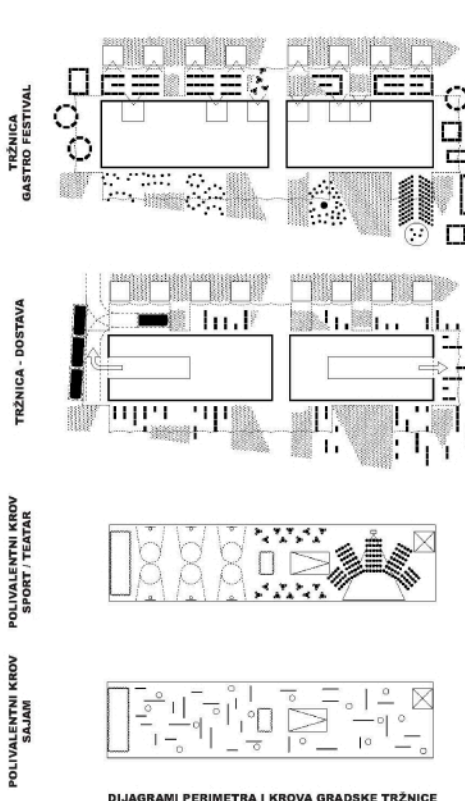 TRŽNICA
GASTRO FESTIVAL
TRŽNICA - DOSTAVA
POLIVALENTNI KROV
SPORT / TEATAR
POLIVALENTNI KROV
SAJAM
DIJAGRAMI PERIMETRA I KROVA GRADSKE TRŽNICE